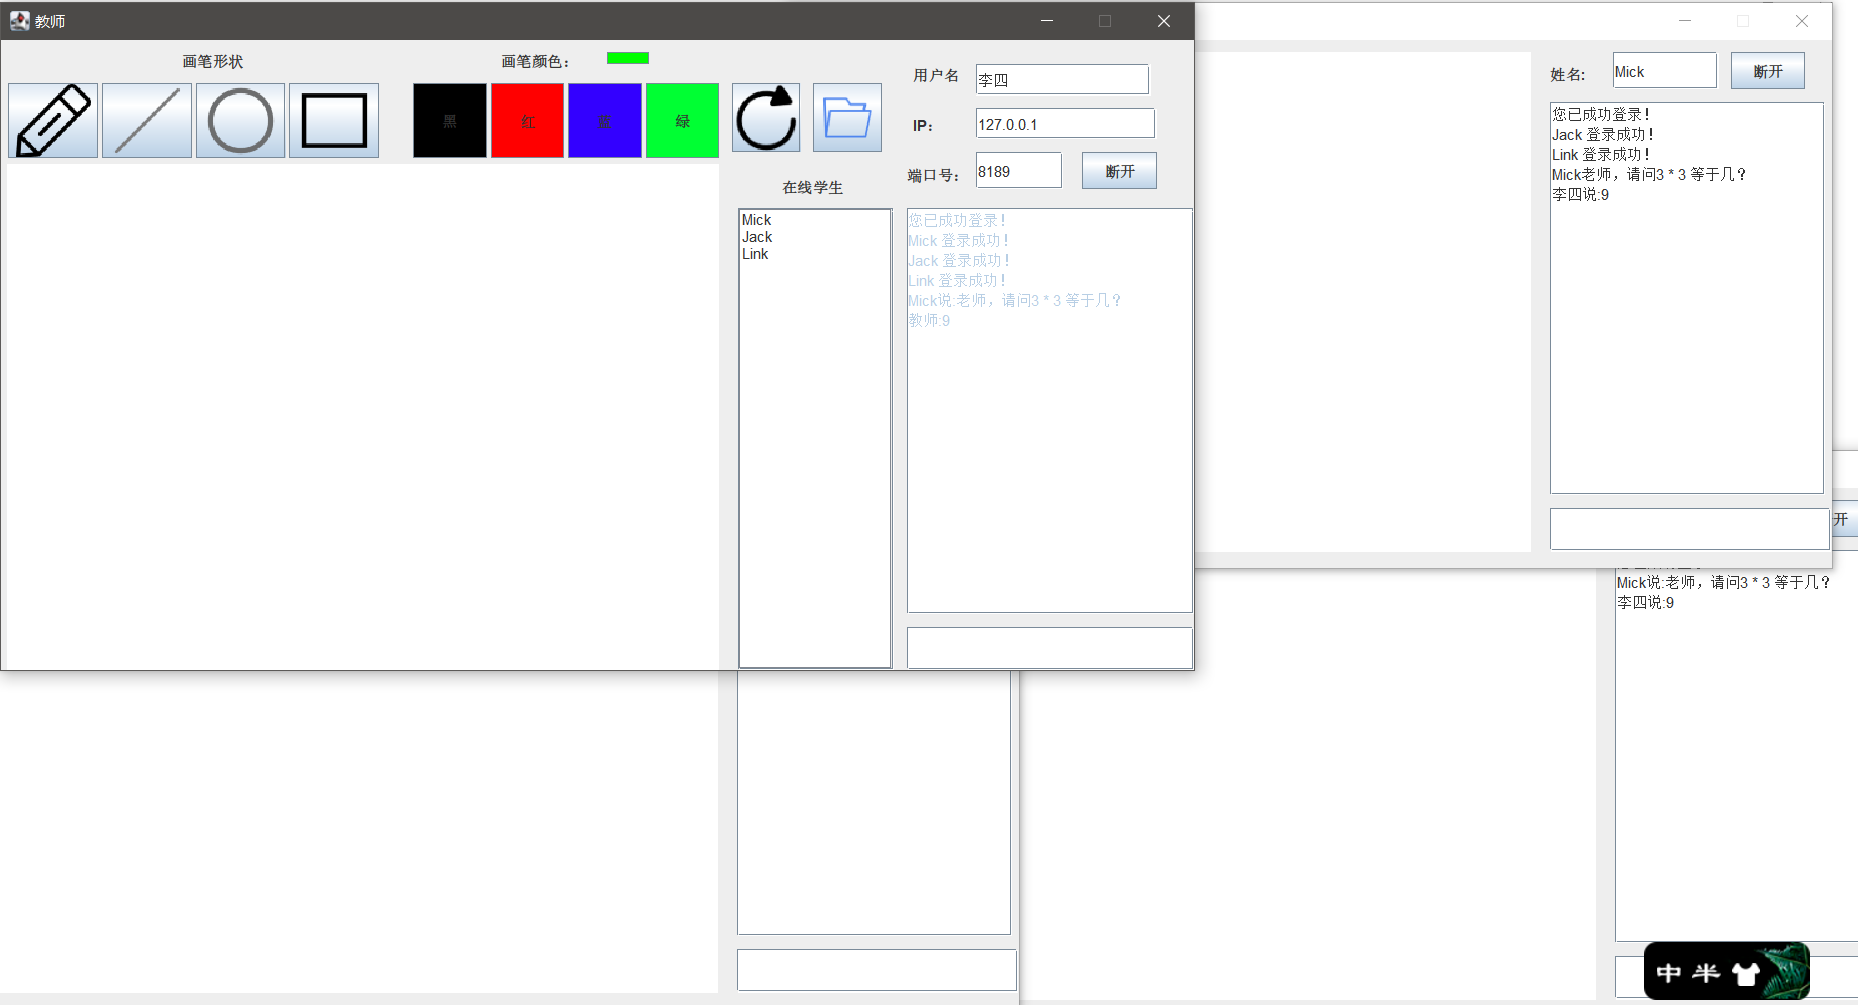 教师
画笔形状
画笔颜色：
黑
红
蓝
绿
用户名
李四
IP：
127.0.0.1
端口号：
8189
断开
在线学生
Mick
Jack
Link
您已成功登录！
Mick 登录成功！
Jack 登录成功！
Link 登录成功！
Mick说:老师，请问3 * 3 等于几？
教师:9
姓名:
Mick
断开
您已成功登录！
Jack 登录成功！
Link 登录成功！
Mick老师，请问3 * 3 等于几？
李四说:9
开
Mick说:老师，请问3 * 3 等于几？
李四说:9
中 半